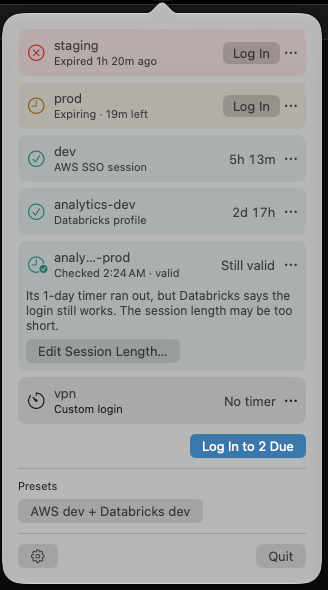 staging
Expired 1h 20m ago
Log In
prod
Expiring · 19m left
Log In
dev
AWS SSO session
5h 13m
analytics-dev
Databricks profile
2d 17h
analy...-prod
Checked 2:24 AM · valid
Still valid
Its 1-day timer ran out, but Databricks says the
login still works. The session length may be too
short.
Edit Session Length...
vpn
Custom login
No timer
Log In to 2 Due
Presets
AWS dev + Databricks dev
Quit